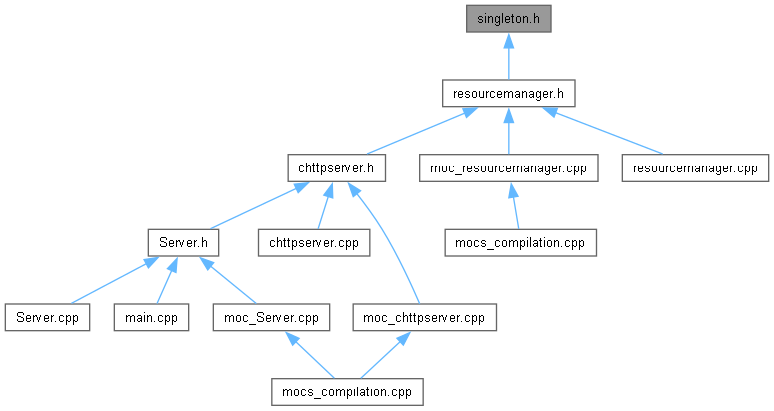 singleton.h
resourcemanager.h
chttpserver.h
moc_resourcemanager.cpp
resourcemanager.cpp
Server.h
chttpserver.cpp
mocs_compilation.cpp
Server.cpp
main.cpp
moc_Server.cpp
moc_chttpserver.cpp
mocs_compilation.cpp